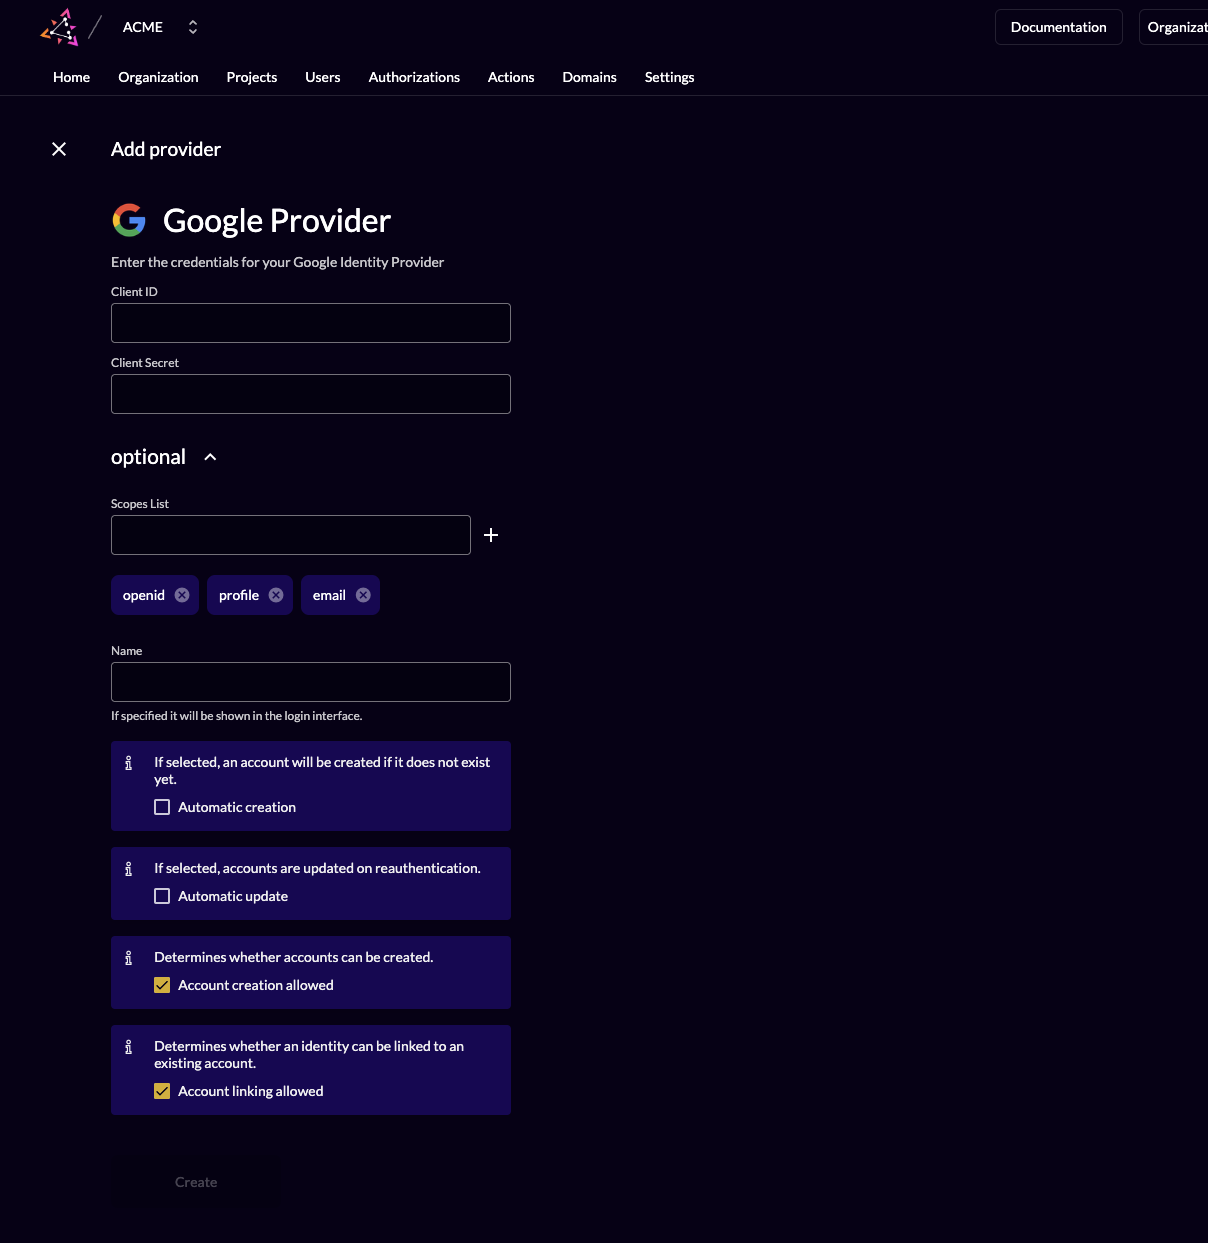 ACME
Documentation
Organizat
Home Organization Projects Users Authorizations Actions Domains Settings
Add provider
Google Provider
Enter the credentials for your Google Identity Provider
Client ID
Client Secret
optional
Scopes List
openid profile email
Name
If specified it will be shown in the login interface.
If selected, an account will be created if it does not exist
yet.
Automatic creation
If selected, accounts are updated on reauthentication.
Automatic update
Determines whether accounts can be created.
Account creation allowed
Determines whether an identity can be linked to an
existing account.
Account linking allowed
Create